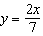 y = 2x/7